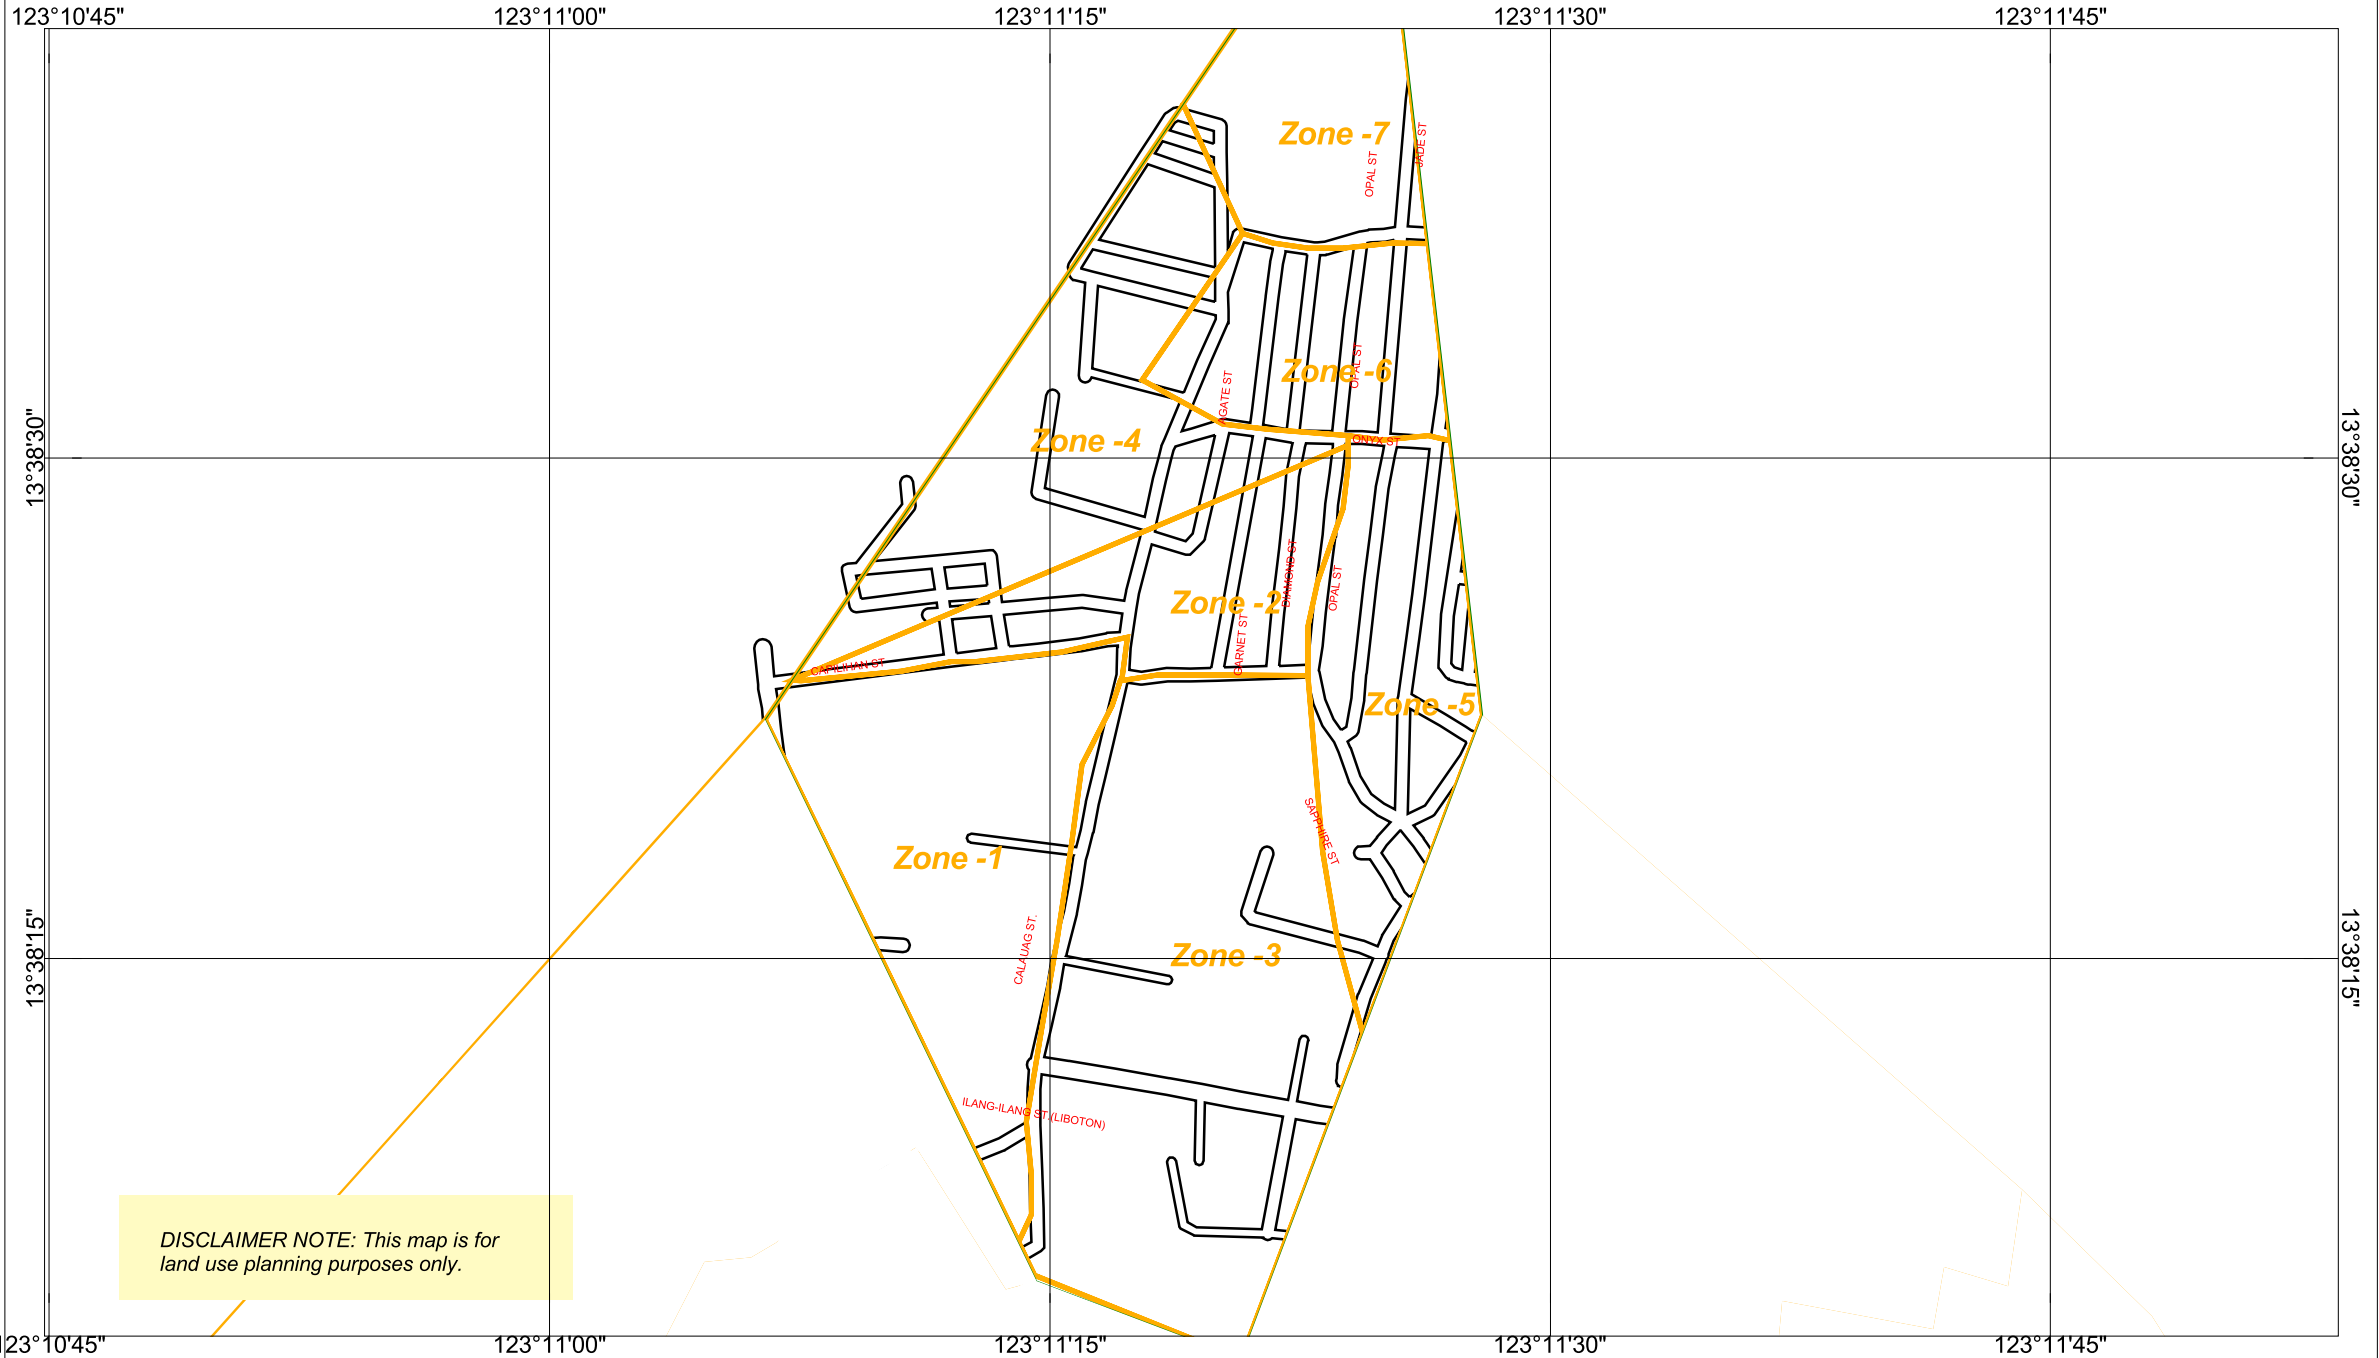 123°10'45"
123°11'00"
123°11'15"
123°11'30"
123°11'45"
Zone -7
JADE ST
OPAL ST
Zone -6
OPAL ST
AGATE ST
Zone -4
ONYX ST
13°38'30"
13°38'30"
DIAMOND ST
OPAL ST
Zone -2
GARNET ST
CAPILIHAN ST
Zone -5
SAPPHIRE ST
Zone -1
CALAUAG ST.
Zone -3
13°38'15"
13°38'15"
ILANG-ILANG ST.(LIBOTON)
DISCLAIMER NOTE: This map is for
land use planning purposes only.
123°10'45"
123°11'00"
123°11'15"
123°11'30"
123°11'45"